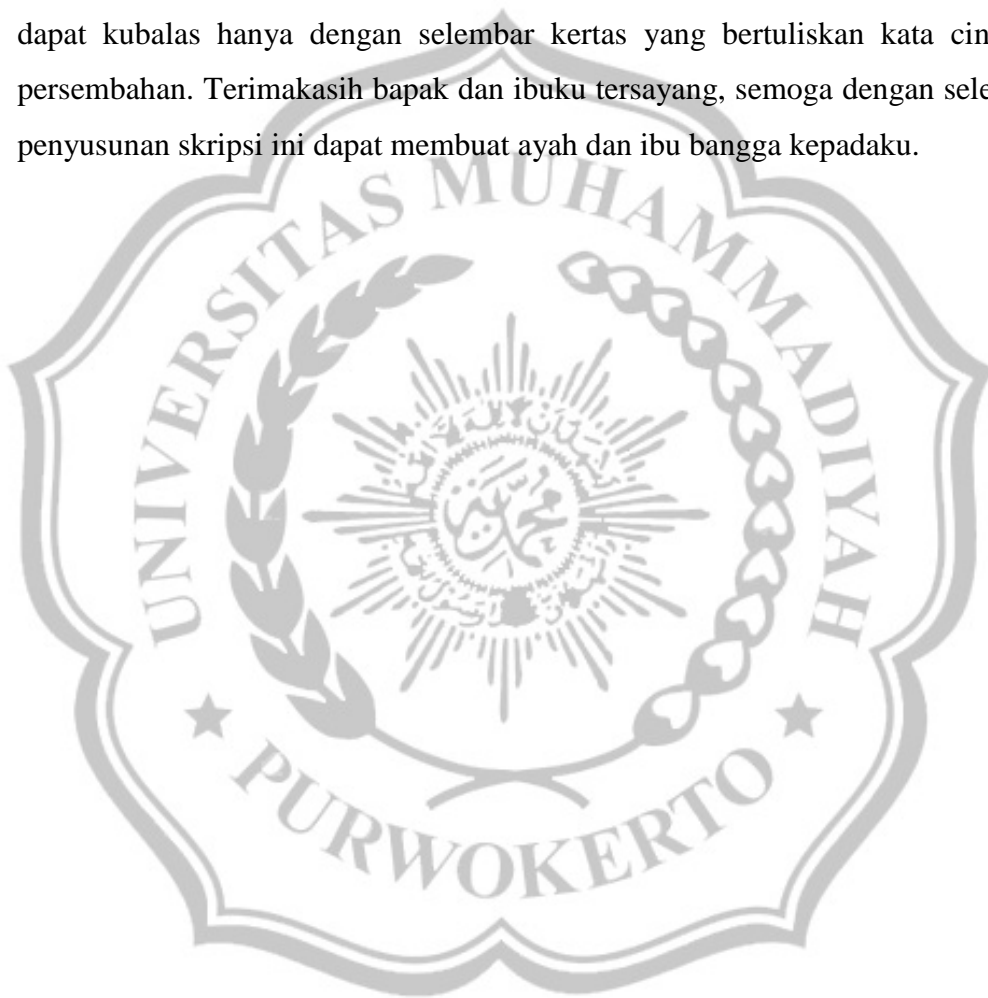 dapat kubalas hanya dengan selembar kertas yang bertuliskan kata cin
persembahan. Terimakasih bapak dan ibuku tersayang, semoga dengan sele
penyusunan skripsi ini dapat membuat ayah dan ibu bangga kepadaku.
UNIVERSITAS MUHAMMADIYAH
PURWOKERTO